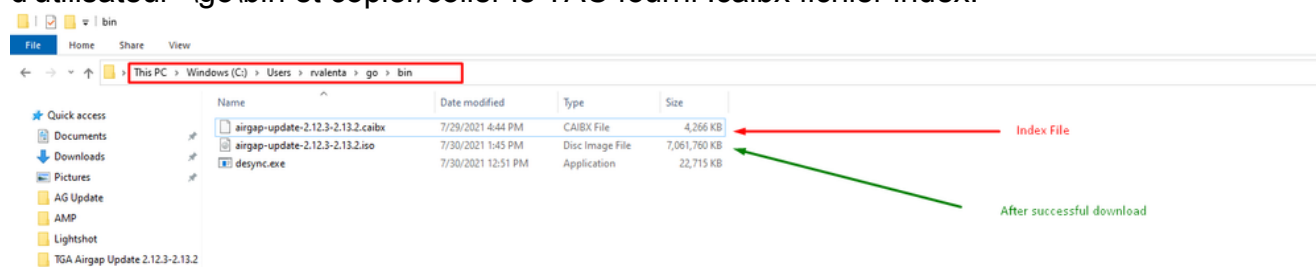 bin
File Home Share View
This PC > Windows (C:) > Users > rvalenta > go > bin
Name Date modified Type Size
Quick access
Documents
Downloads
Pictures
AG Update
AMP
Lightshot
TGA Airgap Update 2.12.3-2.13.2
airgap-update-2.12.3-2.13.2.caibx 7/29/2021 4:44 PM CAIBX File 4,266 KB
airgap-update-2.12.3-2.13.2.iso 7/30/2021 1:45 PM Disc Image File 7,061,760 KB
desync.exe 7/30/2021 12:51 PM Application 22,715 KB
Index File
After successful download